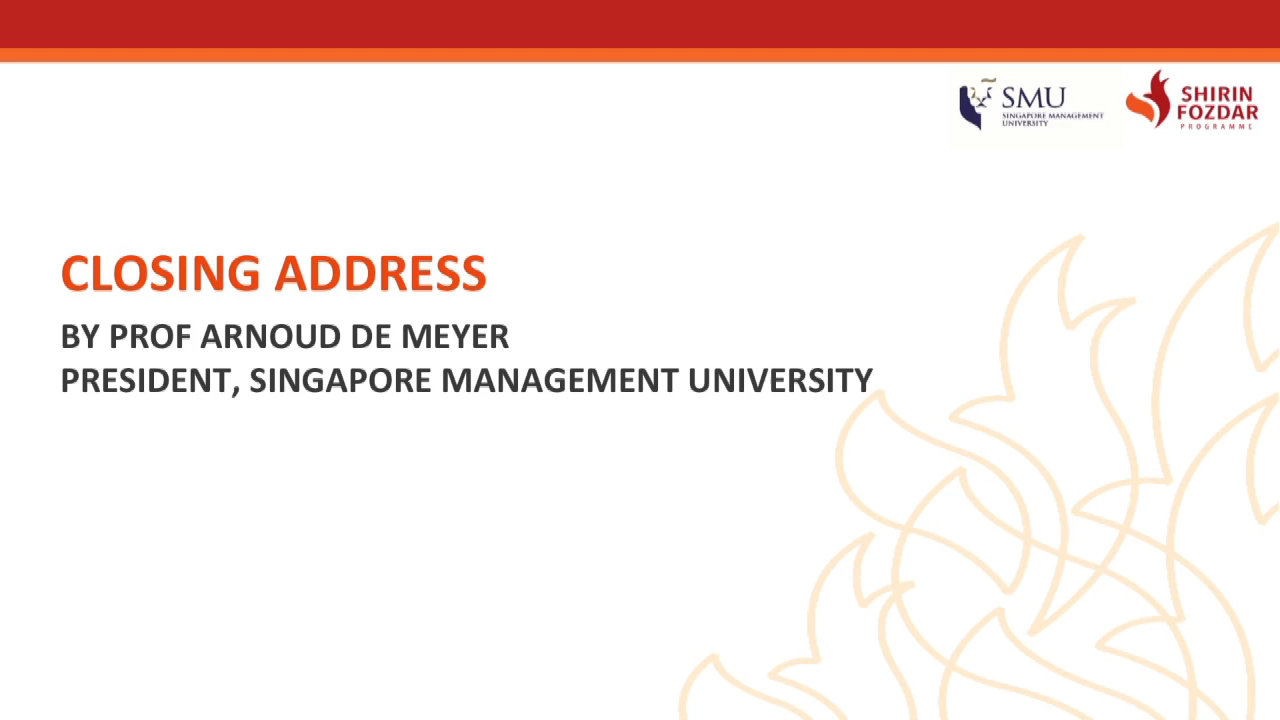 SMU
SINGAPORE MANAGEMENT
UNIVERSITY
SHIRIN
FOZDAR
PROGRAMME
CLOSING ADDRESS
BY PROF ARNOUD DE MEYER
PRESIDENT, SINGAPORE MANAGEMENT UNIVERSITY